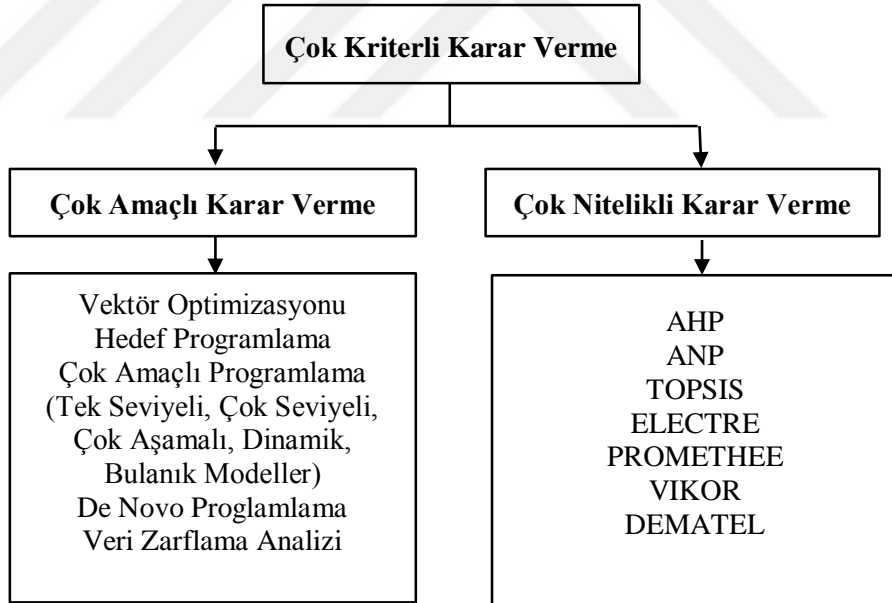 Çok Kriterli Karar Verme
Çok Amaçlı Karar Verme
Vektör Optimizasyonu
Hedef Programlama
Çok Amaçlı Programlama
(Tek Seviyeli, Çok Seviyeli,
Çok Aşamalı, Dinamik,
Bulanık Modeller)
De Novo Proglamlama
Veri Zarflama Analizi
Çok Nitelikli Karar Verme
AHP
ANP
TOPSIS
ELECTRE
PROMETHEE
VIKOR
DEMATEL